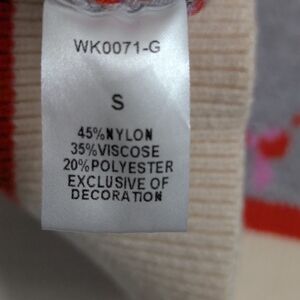 WK0071-G
S
45%NYLON
35%VISCOSE
20%POLYESTER
EXCLUSIVE OF
DECORATION